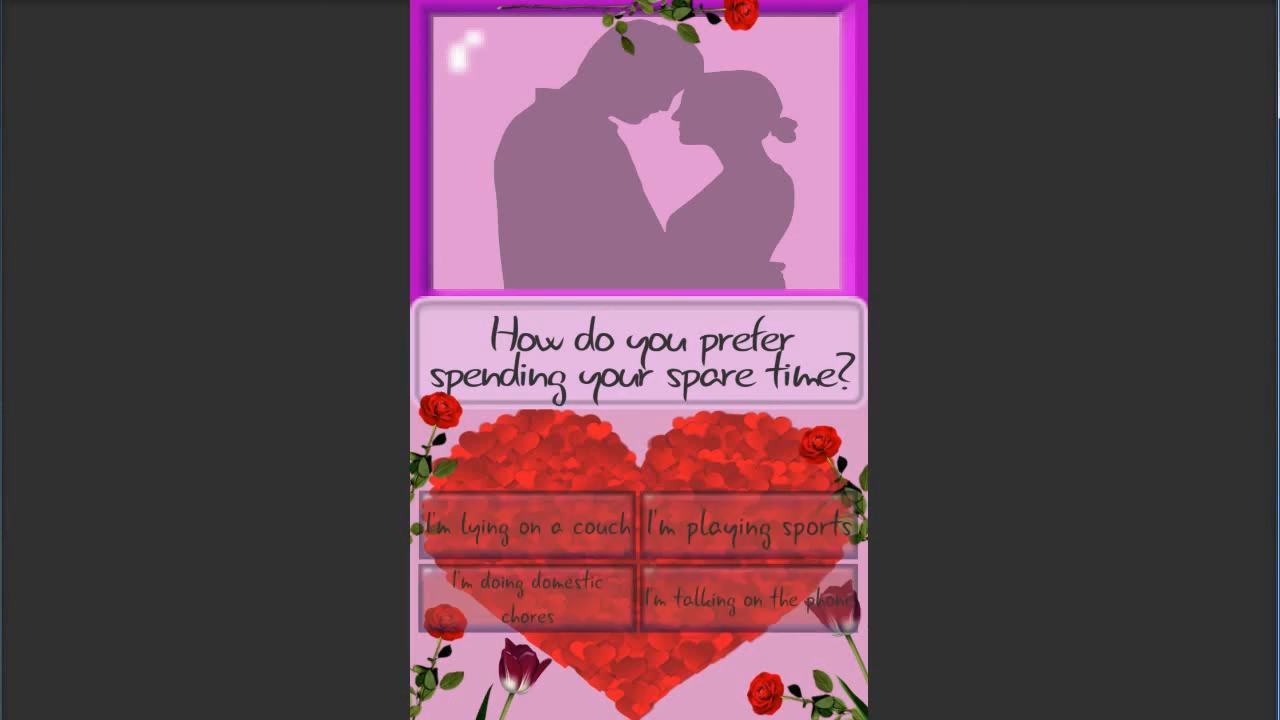 How do you prefer
spending your spare time?
I'm lying on a couch
I'm playing sports
I'm doing domestic
chores
I'm talking on the phone